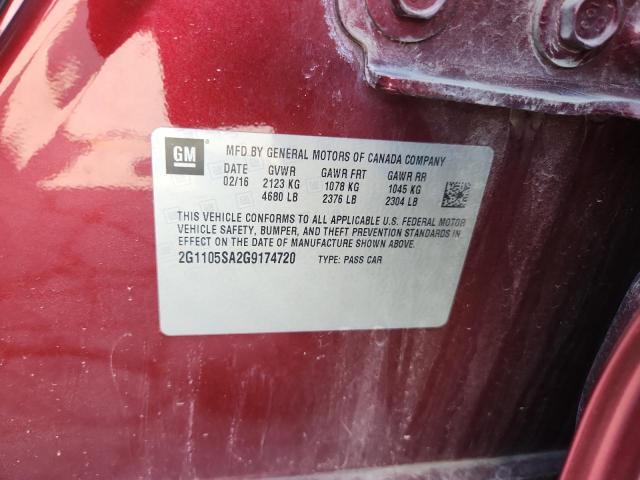 GM
MFD BY GENERAL MOTORS OF CANADA COMPANY
DATE GVWR GAWR FRT GAWR RR
02/16 2123 KG 1078 KG 1045 KG
4680 LB 2376 LB 2304 LB
THIS VEHICLE CONFORMS TO ALL APPLICABLE U.S. FEDERAL MOTOR
VEHICLE SAFETY, BUMPER, AND THEFT PREVENTION STANDARDS IN
EFFECT ON THE DATE OF MANUFACTURE SHOWN ABOVE.
2G1105SA2G9174720 TYPE: PASS CAR